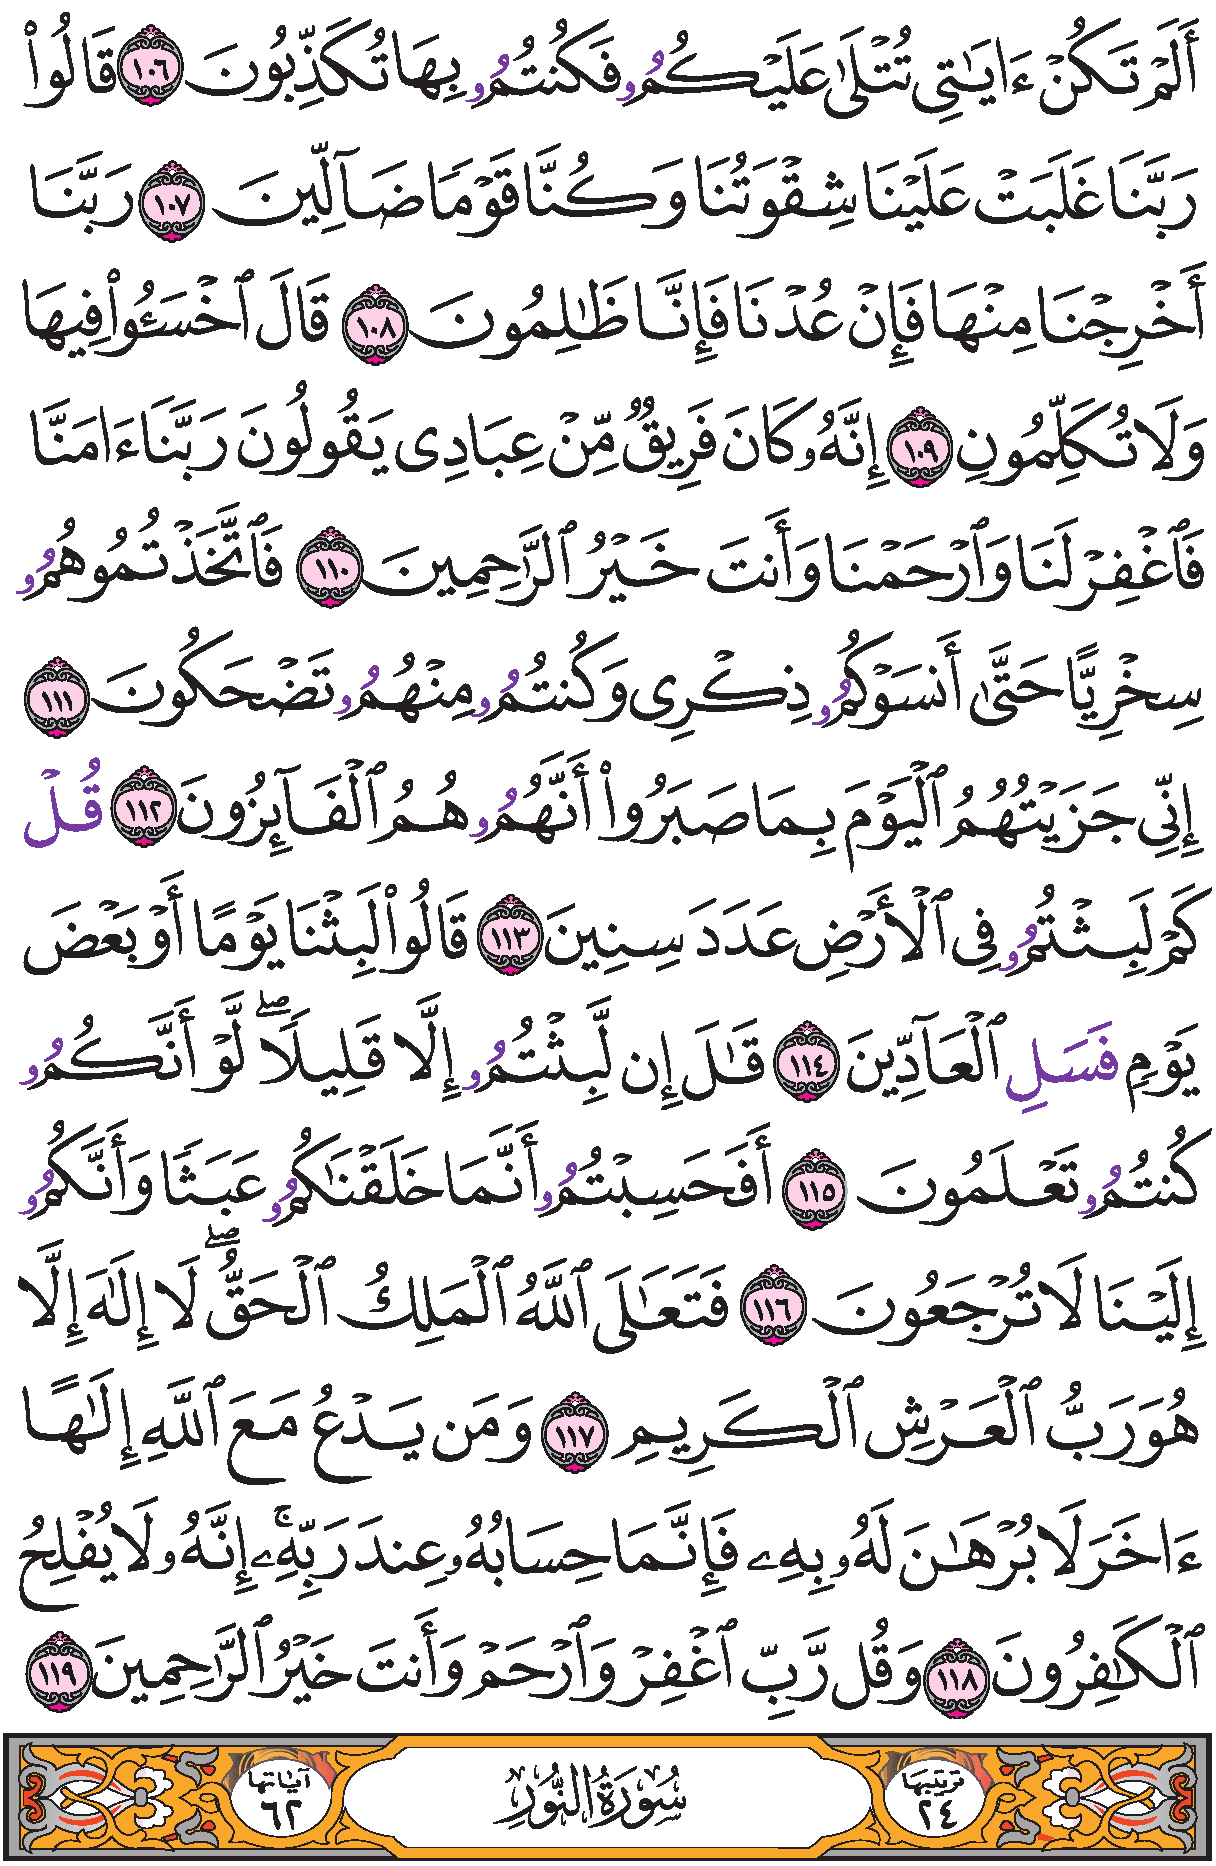 أَلَمْ تَكُنْ ءَايَٰتِى تُتْلَىٰ عَلَيْكُمُۥ فَكُنتُمُۥ بِهَا تُكَذِّبُونَ ١٠٦ قَالُوا۟
رَبَّنَا غَلَبَتْ عَلَيْنَا شِقْوَتُنَا وَكُنَّا قَوْمًا ضَآلِّينَ ١٠٧ رَبَّنَا
أَخْرِجْنَا مِنْهَا فَإِنْ عُدْنَا فَإِنَّا ظَٰلِمُونَ ١٠٨ قَالَ ٱخْسَـُٔوا۟ فِيهَا
وَلَا تُكَلِّمُونِ ١٠٩ إِنَّهُۥ كَانَ فَرِيقٌ مِّنْ عِبَادِى يَقُولُونَ رَبَّنَا ءَامَنَّا
فَٱغْفِرْ لَنَا وَٱرْحَمْنَا وَأَنتَ خَيْرُ ٱلرَّٰحِمِينَ ١١٠ فَٱتَّخَذْتُمُوهُمُۥ
سِخْرِيًّا حَتَّىٰ أَنسَوْكُمُۥ ذِكْرِى وَكُنتُمُۥ مِنْهُمُۥ تَضْحَكُونَ ١١١
إِنِّى جَزَيْتُهُمُ ٱلْيَوْمَ بِمَا صَبَرُوا۟ أَنَّهُمُۥ هُمُ ٱلْفَآئِزُونَ ١١٢ قُلْ
كَمْ لَبِثْتُمُۥ فِى ٱلْأَرْضِ عَدَدَ سِنِينَ ١١٣ قَالُوا۟ لَبِثْنَا يَوْمًا أَوْ بَعْضَ
يَوْمٍ فَسَلِ ٱلْعَآدِّينَ ١١٤ قَٰلَ إِن لَّبِثْتُمُۥ إِلَّا قَلِيلًاۖ لَّوْ أَنَّكُمُۥ
كُنتُمُۥ تَعْلَمُونَ ١١٥ أَفَحَسِبْتُمُۥ أَنَّمَا خَلَقْنَٰكُمُۥ عَبَثًا وَأَنَّكُمُۥ
إِلَيْنَا لَا تُرْجَعُونَ ١١٦ فَتَعَٰلَى ٱللَّهُ ٱلْمَلِكُ ٱلْحَقُّۖ لَا إِلَٰهَ إِلَّا
هُوَ رَبُّ ٱلْعَرْشِ ٱلْكَرِيمِ ١١٧ وَمَن يَدْعُ مَعَ ٱللَّهِ إِلَٰهًا
ءَاخَرَ لَا بُرْهَٰنَ لَهُۥ بِهِۦ فَإِنَّمَا حِسَابُهُۥ عِندَ رَبِّهِۦۚ إِنَّهُۥ لَا يُفْلِحُ
ٱلْكَٰفِرُونَ ١١٨ وَقُل رَّبِّ ٱغْفِرْ وَٱرْحَمْ وَأَنتَ خَيْرُ ٱلرَّٰحِمِينَ ١١٩
ترتيبها ٢٤ سُورَةُ النُّورِ آياتها ٦٢